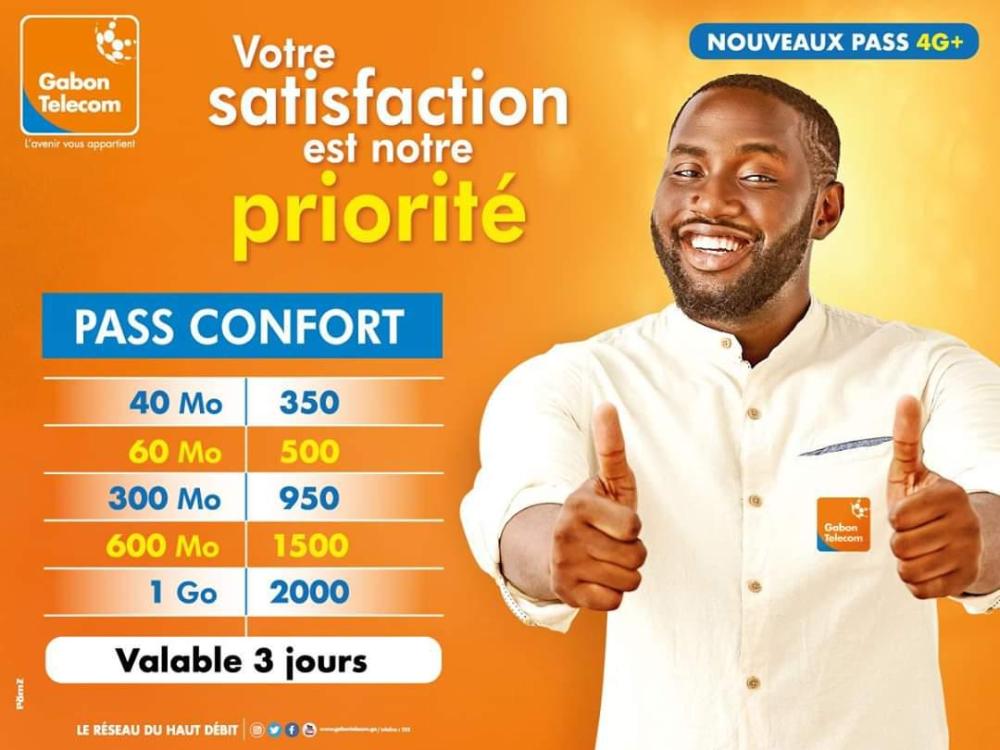 Gabon
Telecom
L'avenir vous appartient
Votre
satisfaction
est notre
priorité
NOUVEAUX PASS 4G+
PASS CONFORT
40 Mo 350
60 Mo 500
300 Mo 950
600 Mo 1500
1 Go 2000
Valable 3 jours
Gabon
Telecom
PämZ
LE RÉSEAU DU HAUT DÉBIT